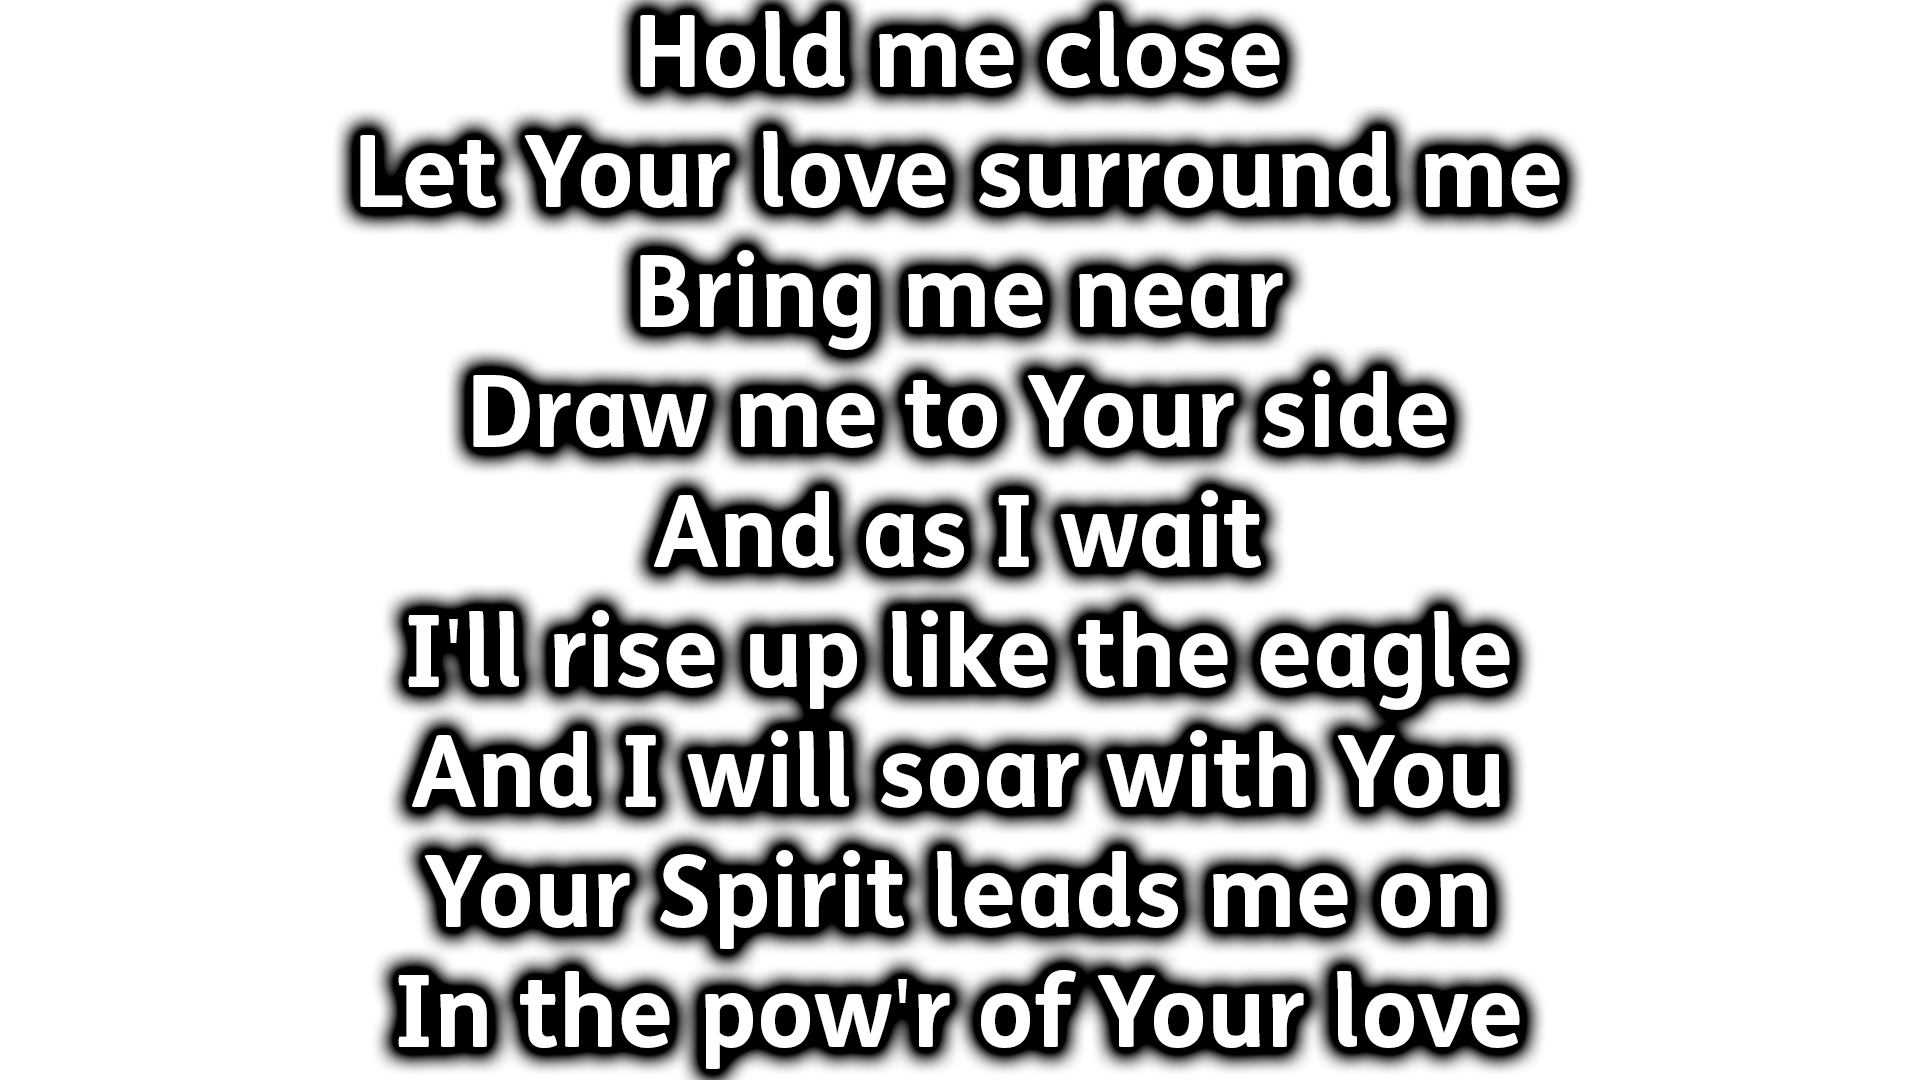 Hold me close
Let Your love surround me
Bring me near
Draw me to Your side
And as I wait
I'll rise up like the eagle
And I will soar with You
Your Spirit leads me on
In the pow'r of Your love